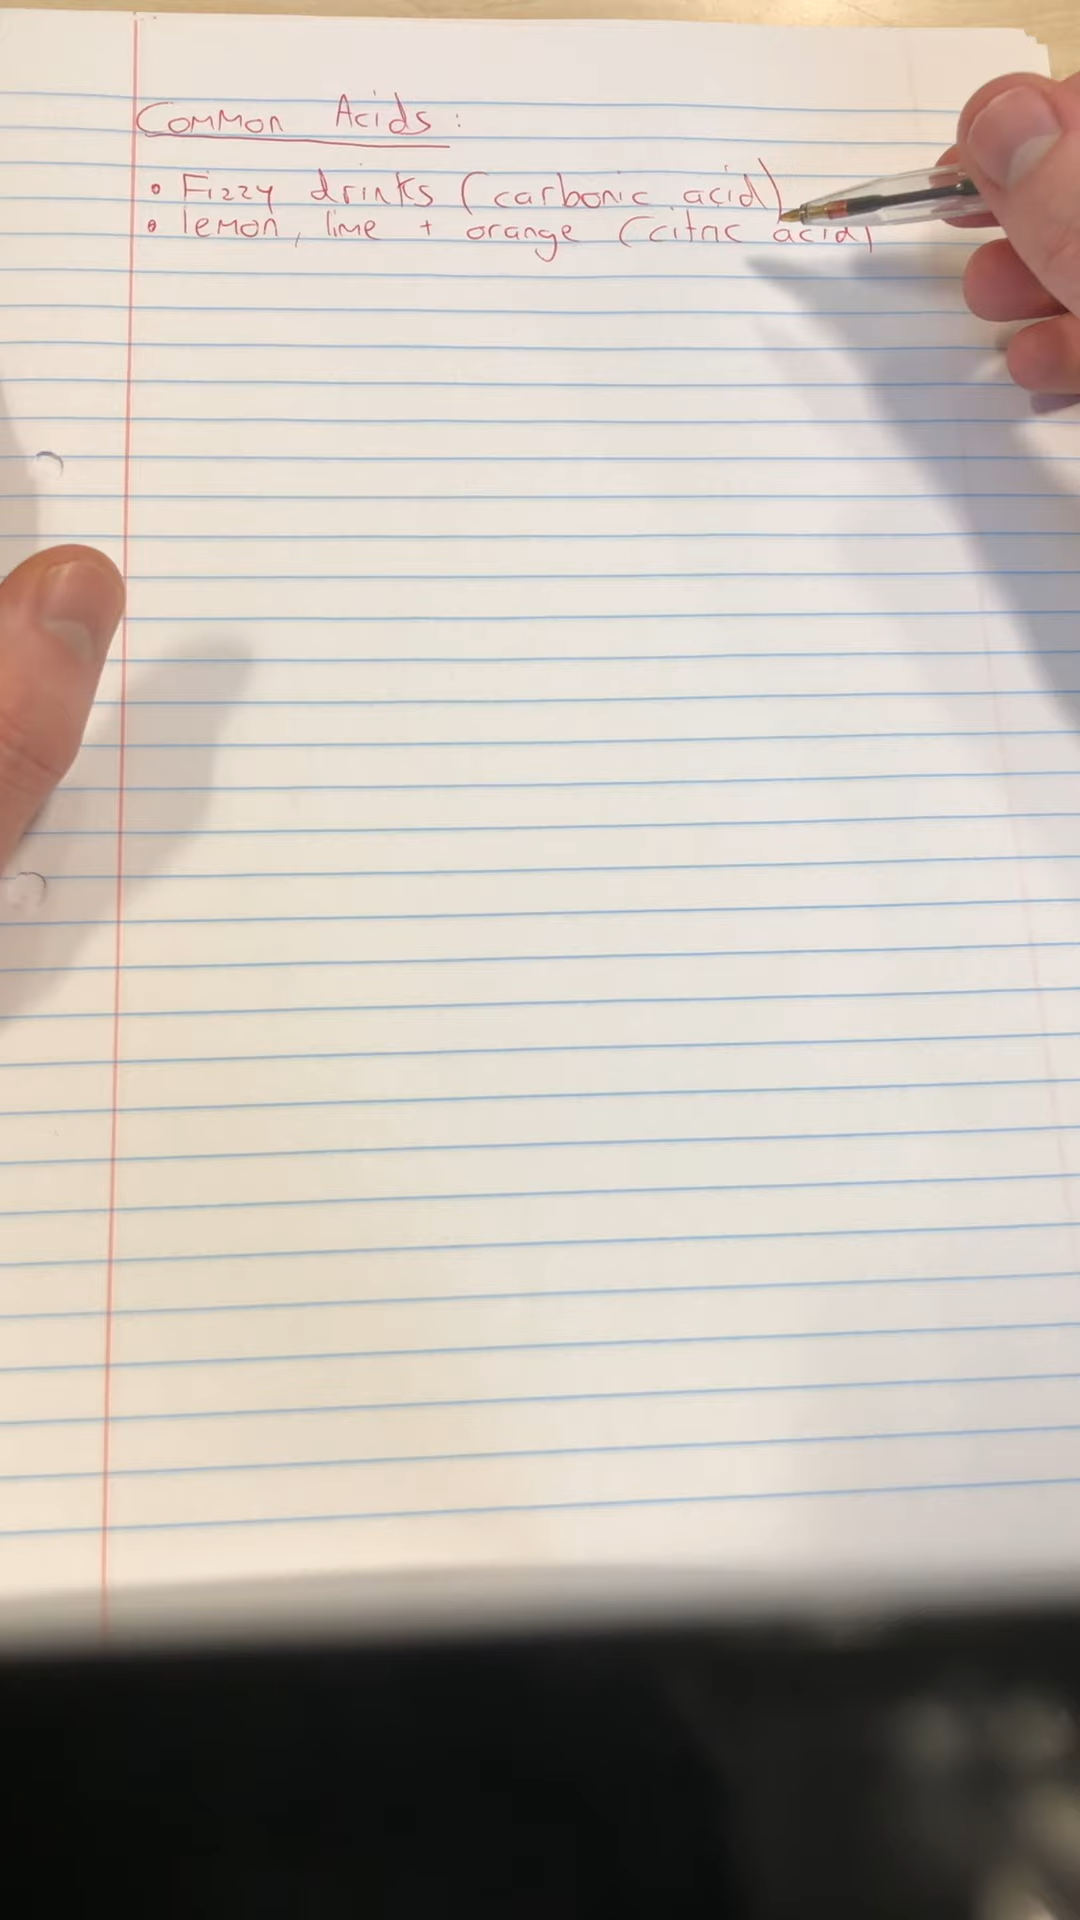 Common Acids:
• Fizzy drinks (carbonic acid)
• lemon, lime + orange (citric acid)